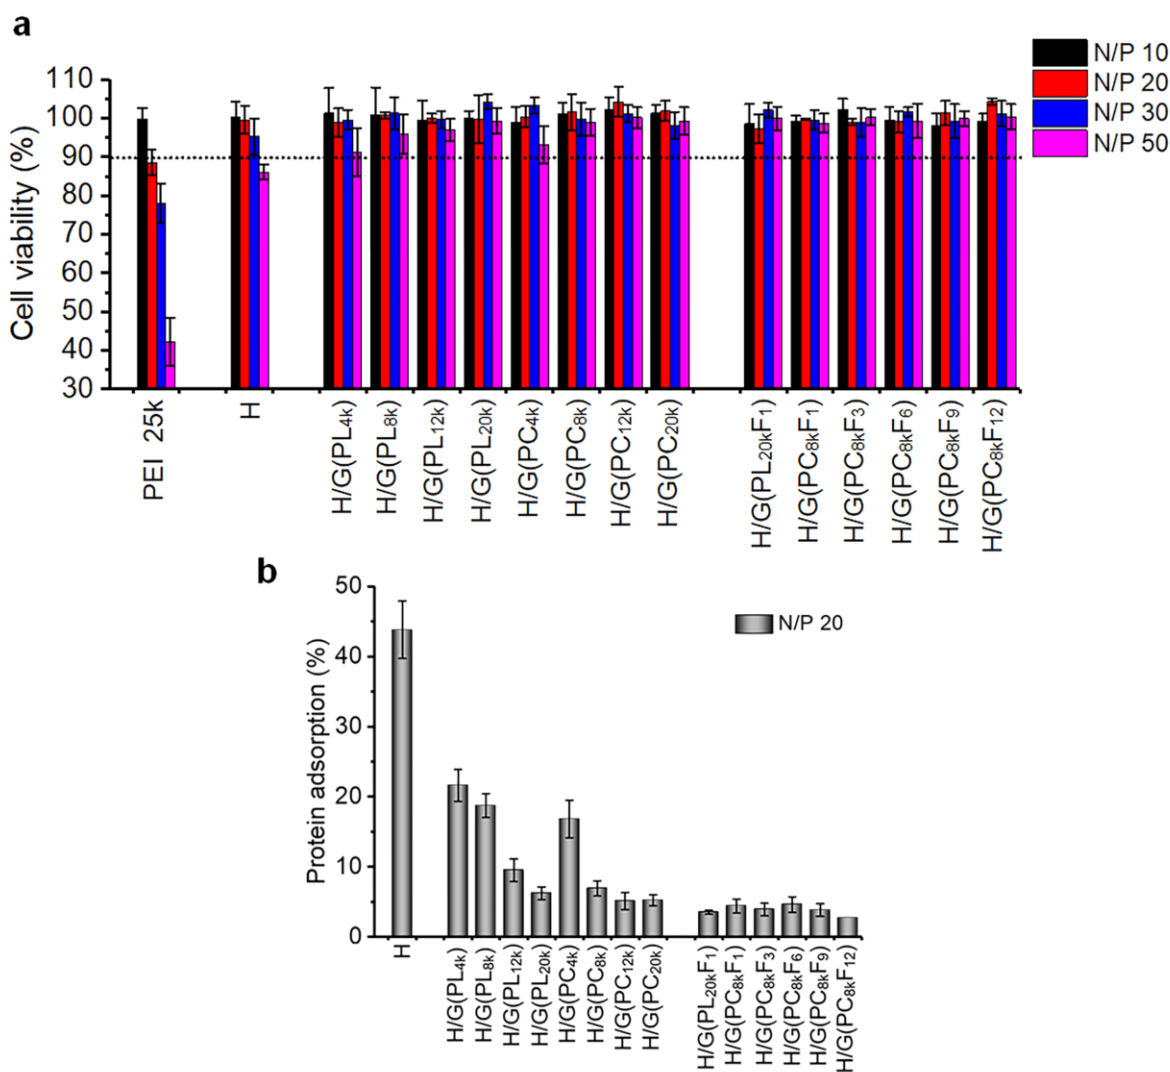 a
N/P 10
N/P 20
N/P 30
N/P 50
Cell viability (%)
110
100
90
80
70
60
50
40
30
PEI 25k
H
H/G(PL4k)
H/G(PL8k)
H/G(PL12k)
H/G(PL20k)
H/G(PC4k)
H/G(PC8k)
H/G(PC12k)
H/G(PC20k)
H/G(PL20kF1)
H/G(PC8kF1)
H/G(PC8kF3)
H/G(PC8kF6)
H/G(PC8kF9)
H/G(PC8kF12)
b
N/P 20
Protein adsorption (%)
50
40
30
20
10
0
H
H/G(PL4k)
H/G(PL8k)
H/G(PL12k)
H/G(PL20k)
H/G(PC4k)
H/G(PC8k)
H/G(PC12k)
H/G(PC20k)
H/G(PL20kF1)
H/G(PC8kF1)
H/G(PC8kF3)
H/G(PC8kF6)
H/G(PC8kF9)
H/G(PC8kF12)